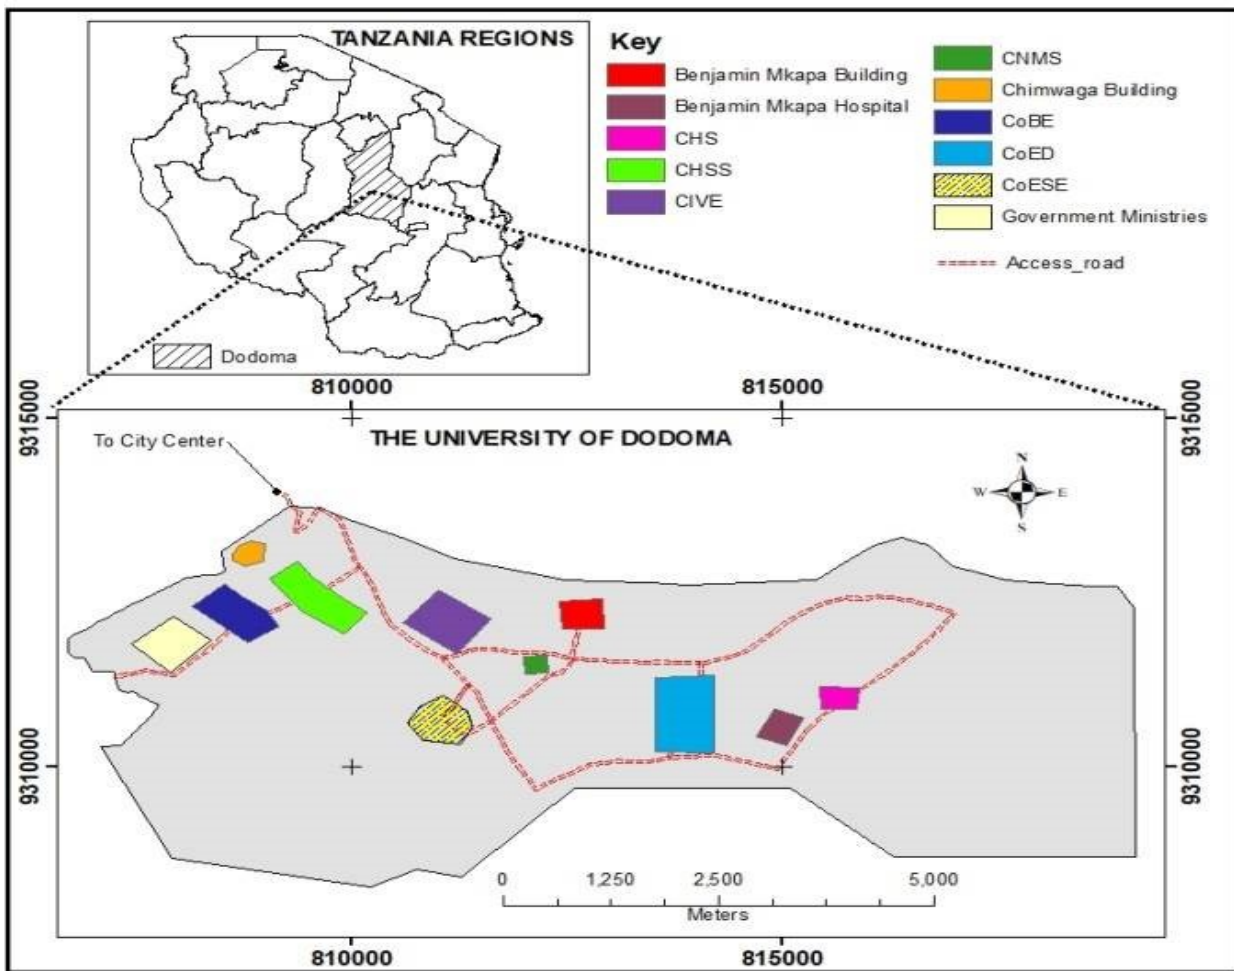 TANZANIA REGIONS
Dodoma
Key
Benjamin Mkapa Building
Benjamin Mkapa Hospital
CHS
CHSS
CIVE
CNMS
Chimwaga Building
CoBE
CoED
CoESE
Government Ministries
Access_road
810000
815000
9315000
9315000
To City Center
THE UNIVERSITY OF DODOMA
N
W
E
S
9310000
9310000
0
1,250
2,500
5,000
Meters
810000
815000